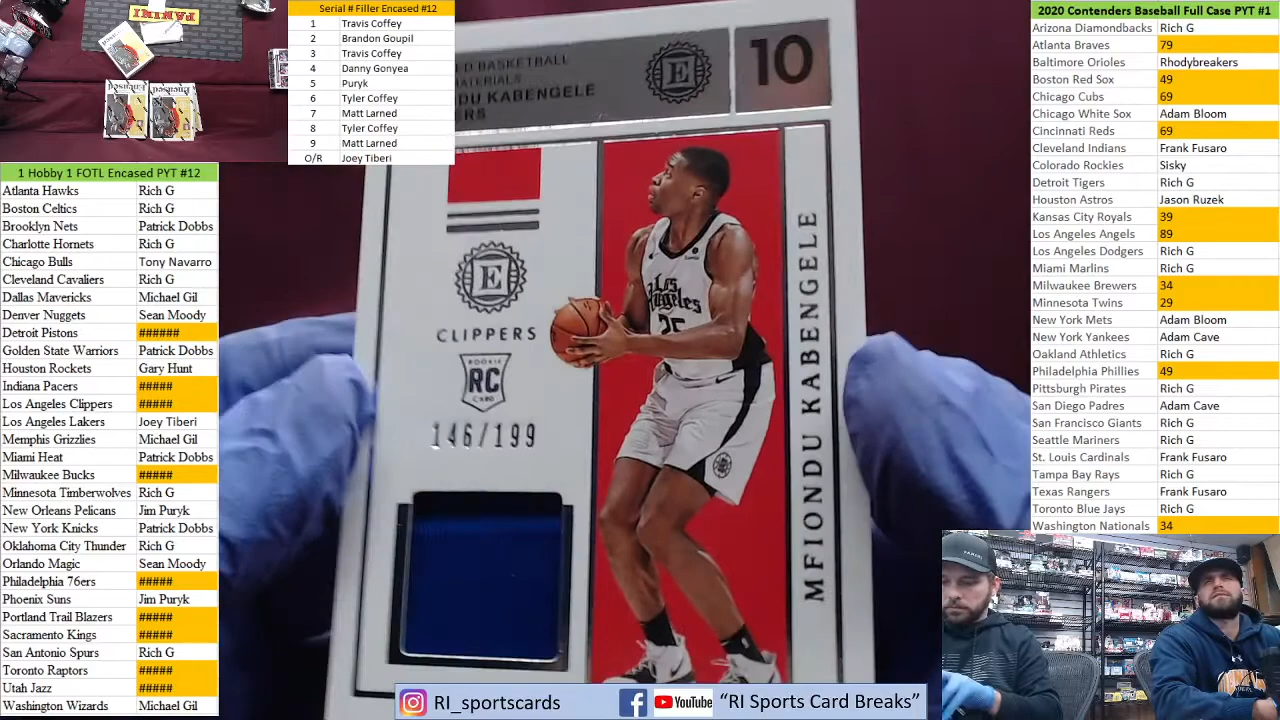 Serial # Filler Encased #12
1 Travis Coffey
2 Brandon Goupil
3 Travis Coffey
4 Danny Gonyea
5 Puryk
6 Tyler Coffey
7 Matt Larned
8 Tyler Coffey
9 Matt Larned
O/R Joey Tiberi
1 Hobby 1 FOTL Encased PYT #12
Atlanta Hawks Rich G
Boston Celtics Rich G
Brooklyn Nets Patrick Dobbs
Charlotte Hornets Rich G
Chicago Bulls Tony Navarro
Cleveland Cavaliers Rich G
Dallas Mavericks Michael Gil
Denver Nuggets Sean Moody
Detroit Pistons ######
Golden State Warriors Patrick Dobbs
Houston Rockets Gary Hunt
Indiana Pacers #####
Los Angeles Clippers #####
Los Angeles Lakers Joey Tiberi
Memphis Grizzlies Michael Gil
Miami Heat Patrick Dobbs
Milwaukee Bucks #####
Minnesota Timberwolves Rich G
New Orleans Pelicans Jim Puryk
New York Knicks Patrick Dobbs
Oklahoma City Thunder Rich G
Orlando Magic Sean Moody
Philadelphia 76ers #####
Phoenix Suns Jim Puryk
Portland Trail Blazers #####
Sacramento Kings #####
San Antonio Spurs Rich G
Toronto Raptors #####
Utah Jazz #####
Washington Wizards Michael Gil
D BASKETBALL
MATERIALS
DU KABENGELE
ERS
E
10
E
CLIPPERS
ROOKIE
RC
CARD
146/199
Los
Angeles
25
MFIONDU KABENGELE
PANINI
Encased
Encased
RI_sportscards
YouTube
"RI Sports Card Breaks"
2020 Contenders Baseball Full Case PYT #1
Arizona Diamondbacks Rich G
Atlanta Braves 79
Baltimore Orioles Rhodybreakers
Boston Red Sox 49
Chicago Cubs 69
Chicago White Sox Adam Bloom
Cincinnati Reds 69
Cleveland Indians Frank Fusaro
Colorado Rockies Sisky
Detroit Tigers Rich G
Houston Astros Jason Ruzek
Kansas City Royals 39
Los Angeles Angels 89
Los Angeles Dodgers Rich G
Miami Marlins Rich G
Milwaukee Brewers 34
Minnesota Twins 29
New York Mets Adam Bloom
New York Yankees Adam Cave
Oakland Athletics Rich G
Philadelphia Phillies 49
Pittsburgh Pirates Rich G
San Diego Padres Adam Cave
San Francisco Giants Rich G
Seattle Mariners Rich G
St. Louis Cardinals Frank Fusaro
Tampa Bay Rays Rich G
Texas Rangers Frank Fusaro
Toronto Blue Jays Rich G
Washington Nationals 34